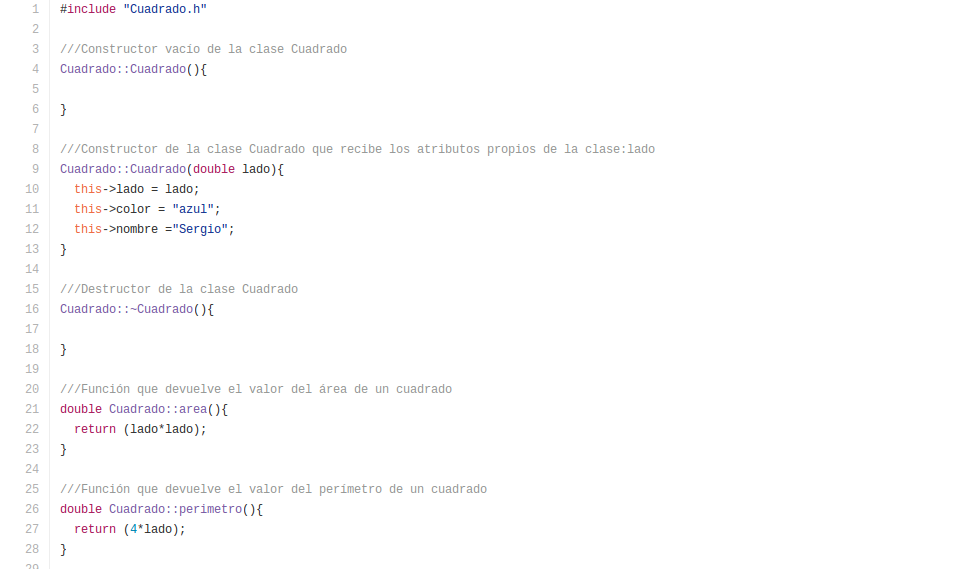 1 #include "Cuadrado.h"
2
3 ///Constructor vacío de la clase Cuadrado
4 Cuadrado::Cuadrado(){
5
6 }
7
8 ///Constructor de la clase Cuadrado que recibe los atributos propios de la clase:lado
9 Cuadrado::Cuadrado(double lado){
10   this->lado = lado;
11   this->color = "azul";
12   this->nombre ="Sergio";
13 }
14
15 ///Destructor de la clase Cuadrado
16 Cuadrado::~Cuadrado(){
17
18 }
19
20 ///Función que devuelve el valor del área de un cuadrado
21 double Cuadrado::area(){
22   return (lado*lado);
23 }
24
25 ///Función que devuelve el valor del perímetro de un cuadrado
26 double Cuadrado::perimetro(){
27   return (4*lado);
28 }
29